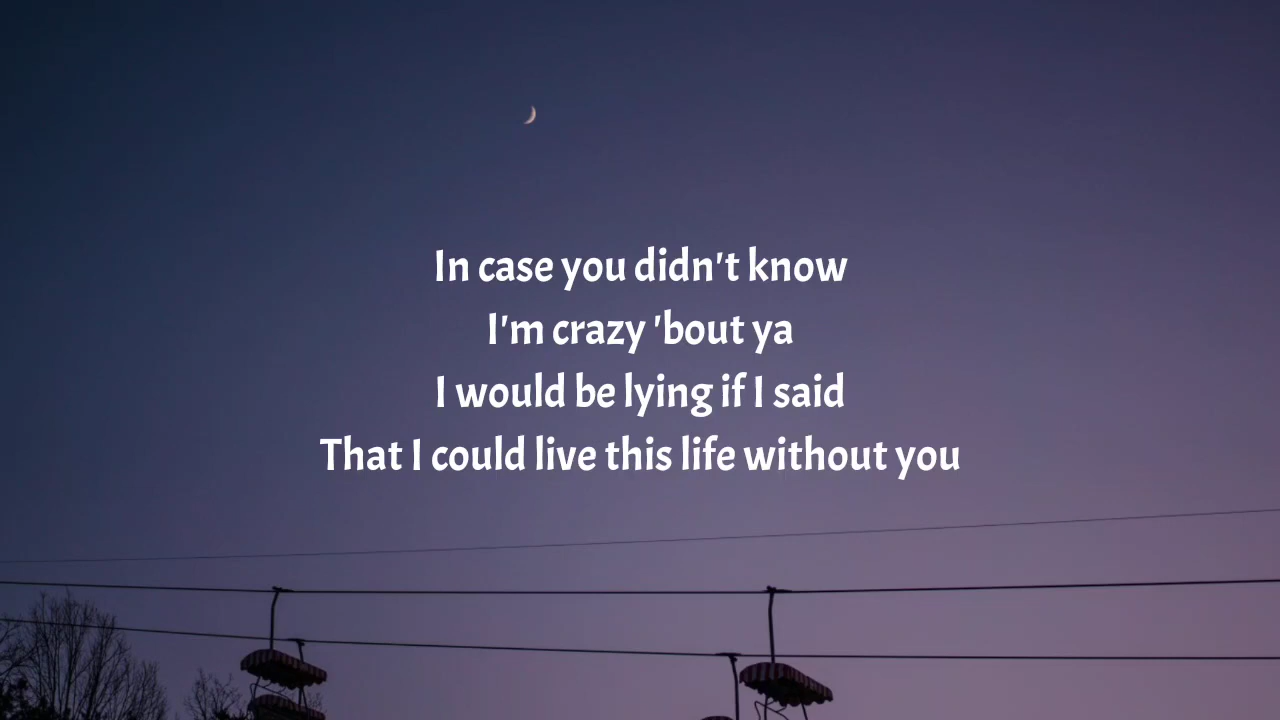 In case you didn't know
I'm crazy 'bout ya
I would be lying if I said
That I could live this life without you